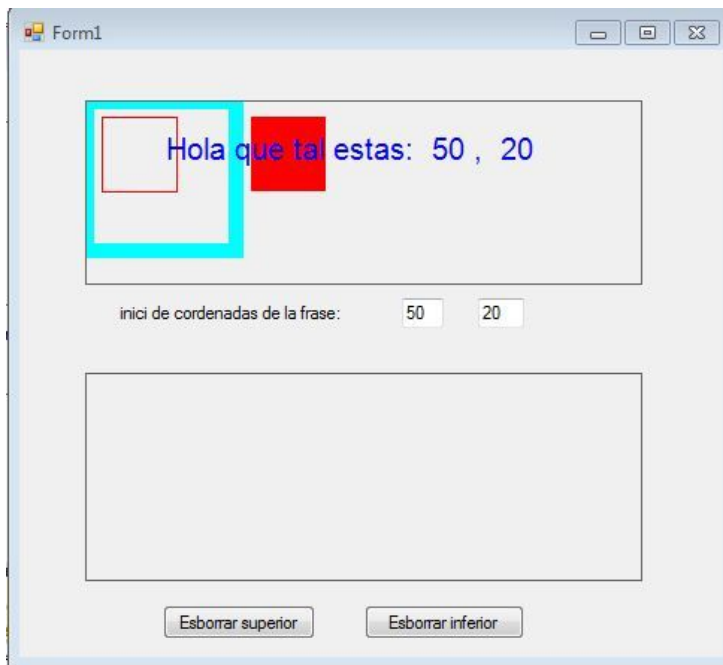 Form1
Hola que tal estas:  50 ,  20
inici de cordenadas de la frase: 50 20
Esborrar superior Esborrar inferior